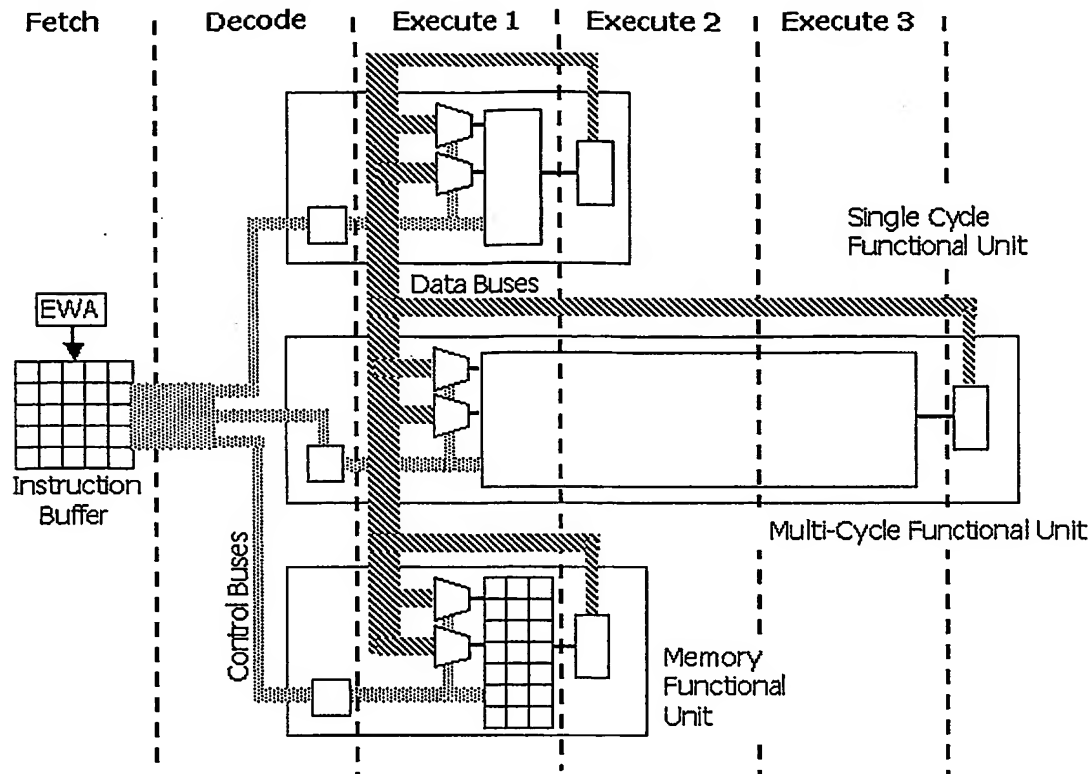 Fetch
Decode
Execute 1
Execute 2
Execute 3
Single Cycle
Functional Unit
Data Buses
EWA
Instruction
Buffer
Control Buses
Multi-Cycle Functional Unit
Memory
Functional
Unit